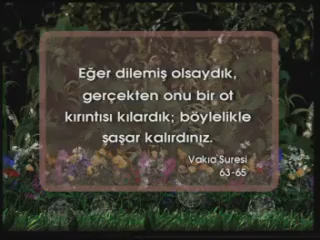 Eğer dilemiş olsaydık,
gerçekten onu bir ot
kırıntısı kılardık; böylelikle
şaşar kalırdınız.
Vakıa Suresi
63-65